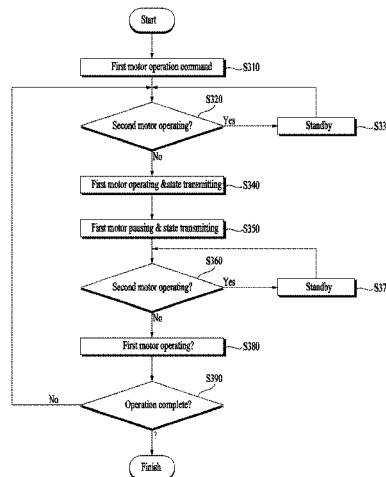 Start
First motor operation command
S310
S320
Second motor operating?
Yes
Standby
S33
No
First motor operating &state transmitting
S340
First motor pausing & state transmitting
S350
S360
Second motor operating?
Yes
Standby
S37
No
First motor operating?
S380
S390
No
Operation complete?
?
Finish